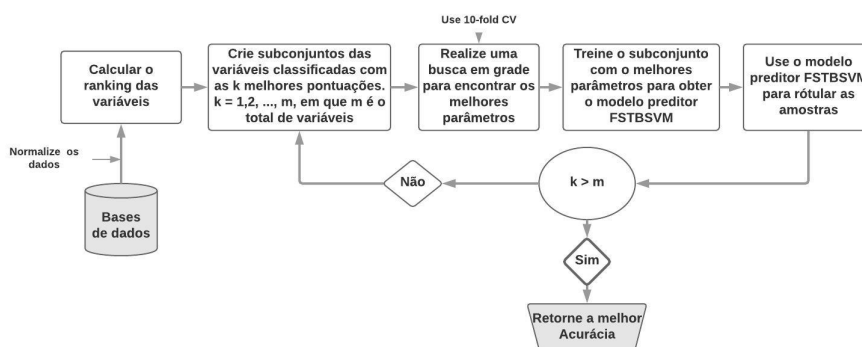 Use 10-fold CV
Calcular o
ranking das
variáveis
Crie subconjuntos das
variáveis classificadas com
as k melhores pontuações.
k = 1,2, ..., m, em que m é o
total de variáveis
Realize uma
busca em grade
para encontrar os
melhores
parâmetros
Treine o subconjunto
com o melhores
parâmetros para obter
o modelo preditor
FSTBSVM
Use o modelo
preditor FSTBSVM
para rótular as
amostras
Normalize os
dados
Bases
de dados
Não
k > m
Sim
Retorne a melhor
Acurácia